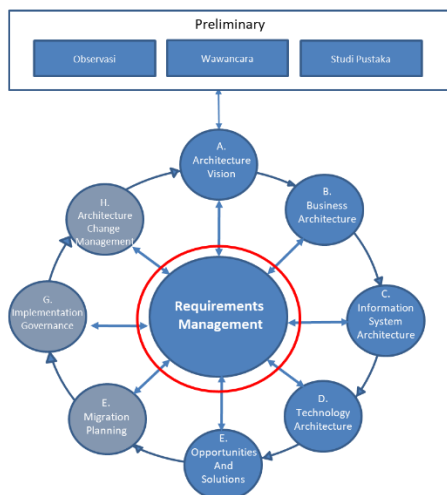 Preliminary
Observasi
Wawancara
Studi Pustaka
A.
Architecture
Vision
B.
Business
Architecture
C.
Information
System
Architecture
D.
Technology
Architecture
E.
Opportunities
And
Solutions
E.
Migration
Planning
G.
Implementation
Governance
H.
Architecture
Change
Management
Requirements
Management